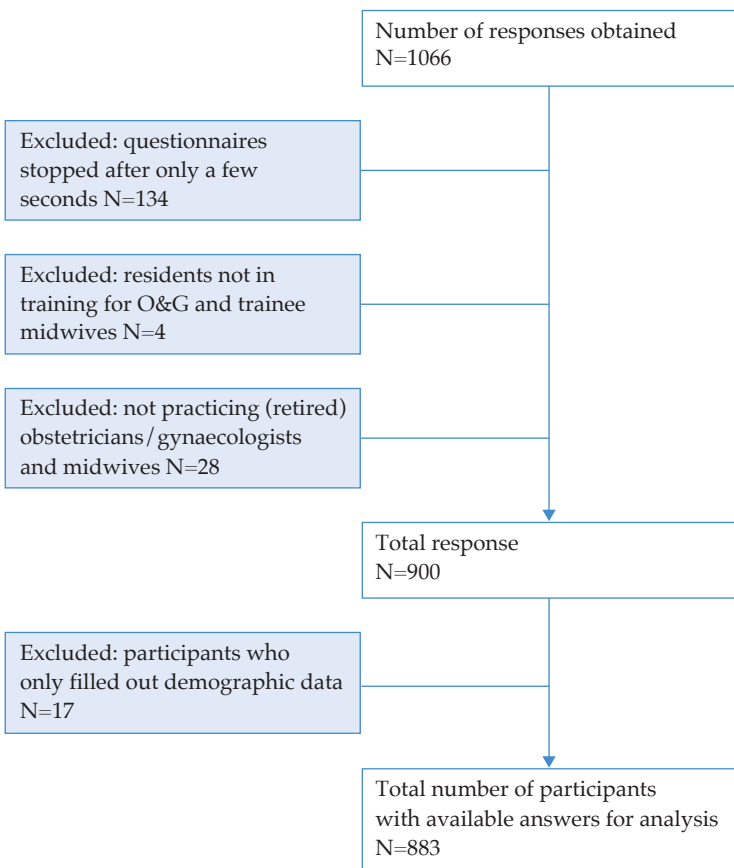 Number of responses obtained
N=1066
Excluded: questionnaires
stopped after only a few
seconds N=134
Excluded: residents not in
training for O&G and trainee
midwives N=4
Excluded: not practicing (retired)
obstetricians/gynaecologists
and midwives N=28
Total response
N=900
Excluded: participants who
only filled out demographic data
N=17
Total number of participants
with available answers for analysis
N=883